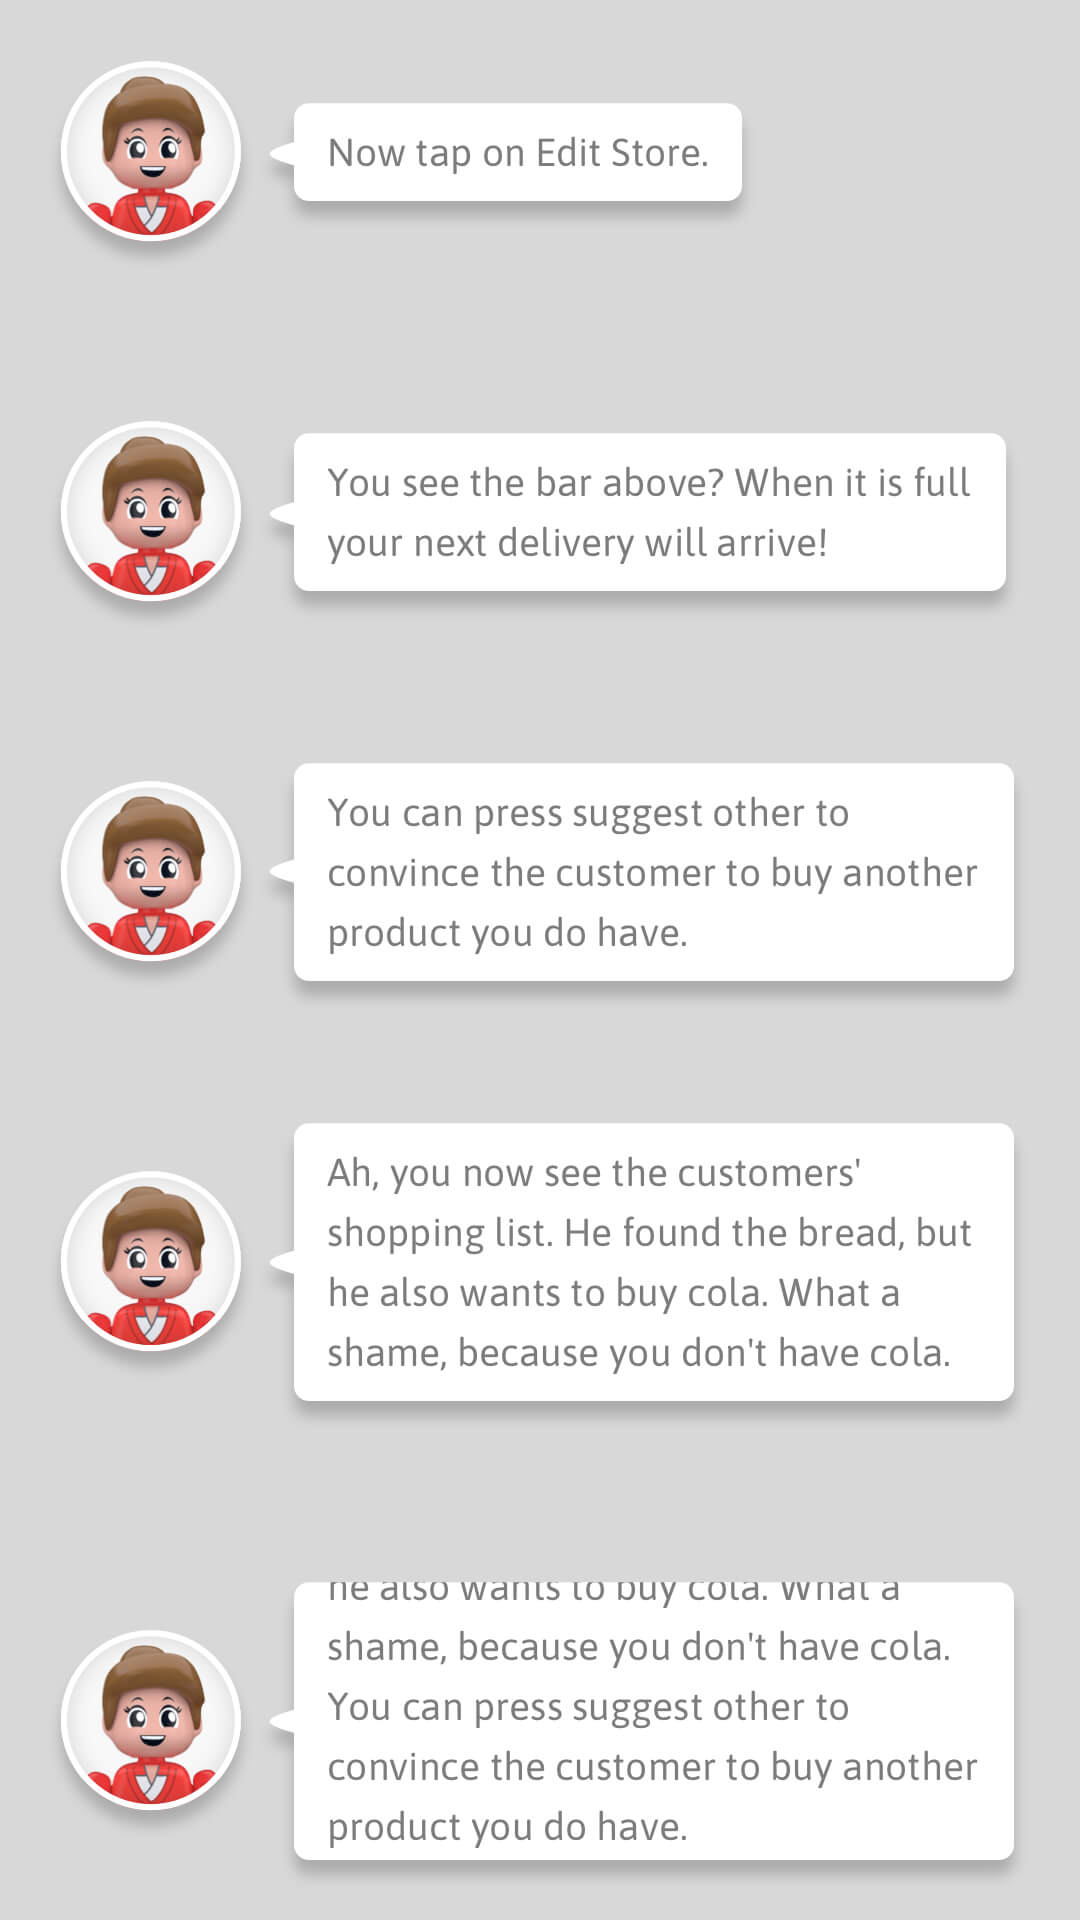 Now tap on Edit Store.
You see the bar above? When it is full
your next delivery will arrive!
You can press suggest other to
convince the customer to buy another
product you do have.
Ah, you now see the customers'
shopping list. He found the bread, but
he also wants to buy cola. What a
shame, because you don't have cola.
he also wants to buy cola. What a
shame, because you don't have cola.
You can press suggest other to
convince the customer to buy another
product you do have.